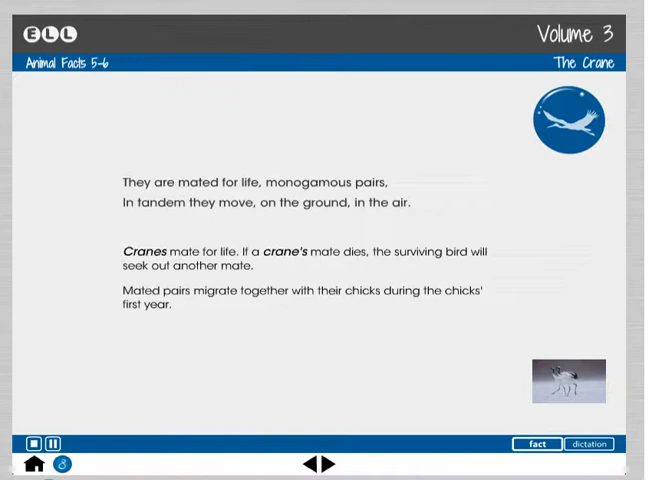 ELL
Volume 3
Animal Facts 5-6
The Crane
They are mated for life, monogamous pairs,
In tandem they move, on the ground, in the air.
Cranes mate for life. If a crane's mate dies, the surviving bird will
seek out another mate.
Mated pairs migrate together with their chicks during the chicks'
first year.
fact
dictation
3